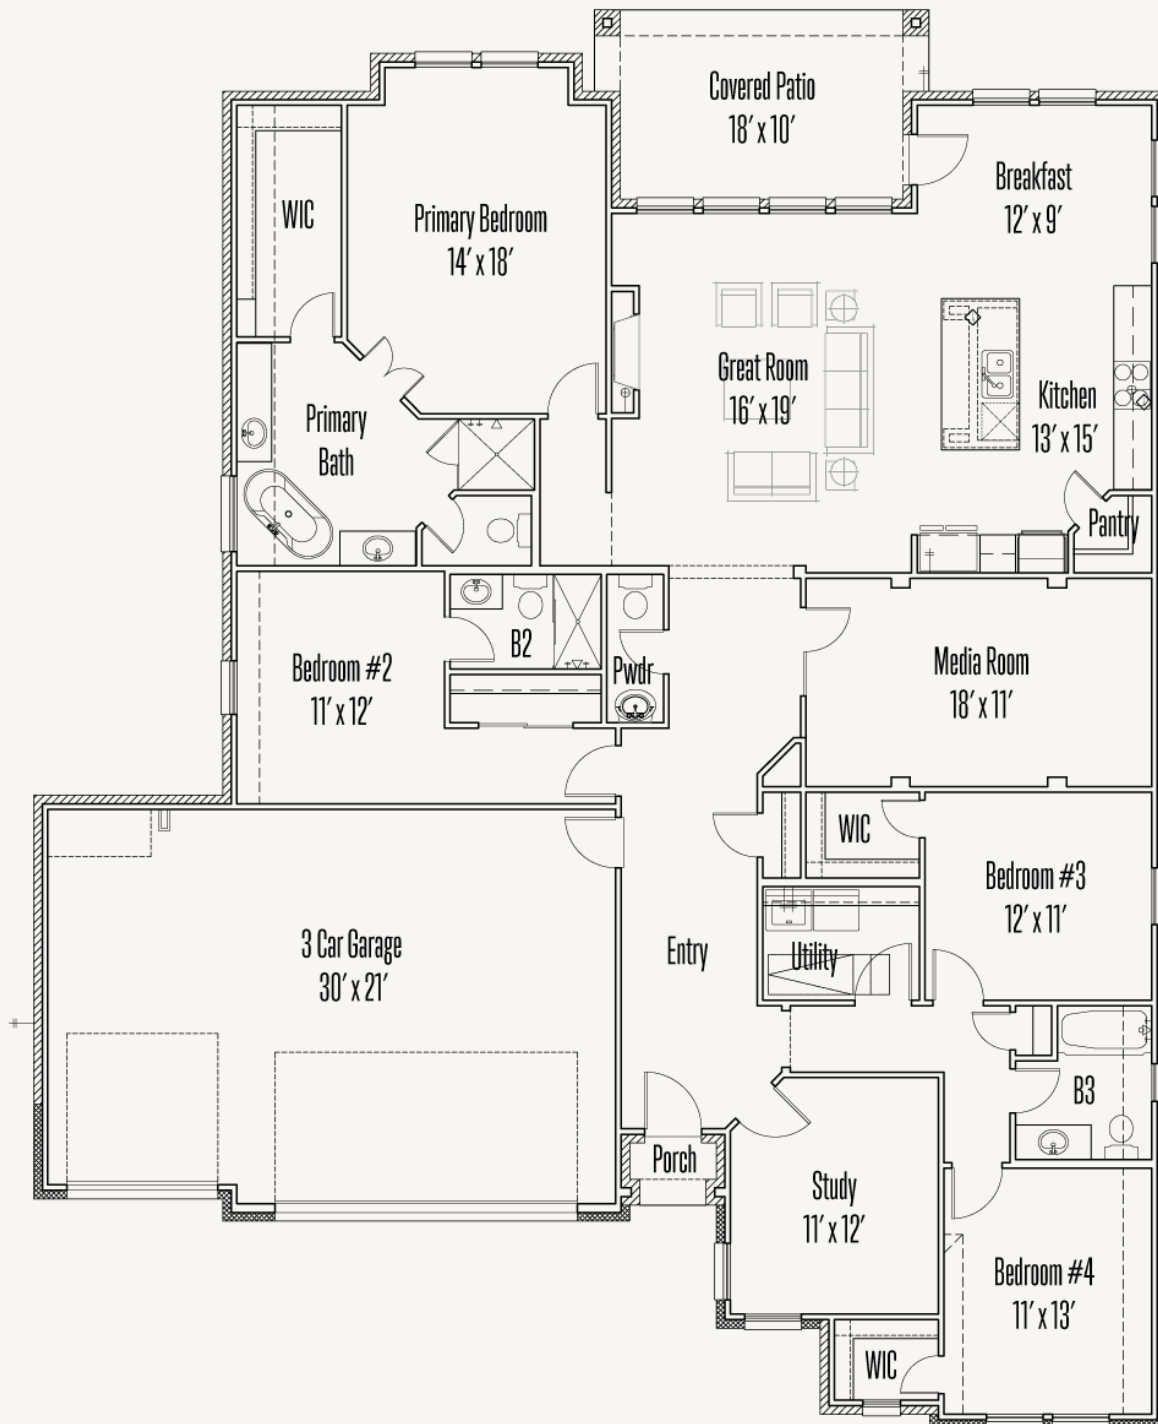 Covered Patio
18′ x 10′
Breakfast
12′ x 9′
WIC
Primary Bedroom
14′ x 18′
Great Room
16′ x 19′
Kitchen
13′ x 15′
Primary
Bath
Pantry
Bedroom #2
11′ x 12′
B2
Pwdr
Media Room
18′ x 11′
WIC
Bedroom #3
12′ x 11′
3 Car Garage
30′ x 21′
Entry
Utility
B3
Porch
Study
11′ x 12′
Bedroom #4
11′ x 13′
WIC